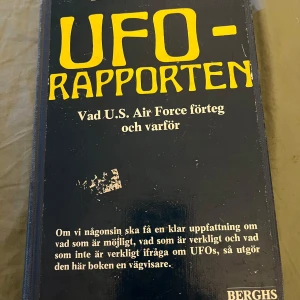 UFO-
RAPPORTEN
Vad U.S. Air Force förteg
och varför
Om vi någonsin ska få en klar uppfattning om
vad som är möjligt, vad som är verkligt och vad
som inte är verkligt ifråga om UFOs, så utgör
den här boken en vägvisare.
BERGHS